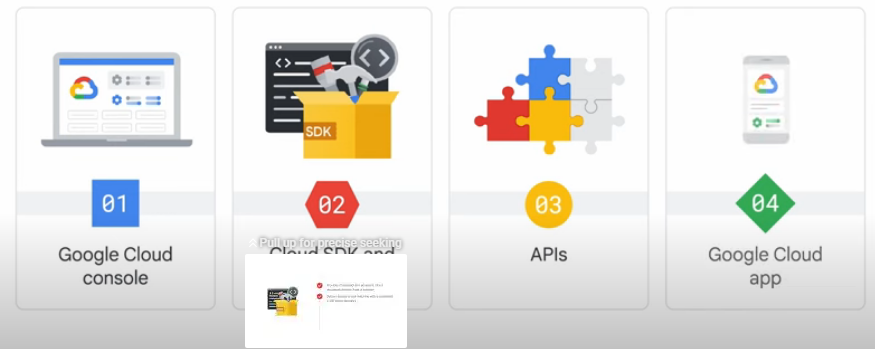 SDK
01
02
03
04
Pull up for precise seeking
Google Cloud
console
Cloud SDK and
APIs
Google Cloud
app